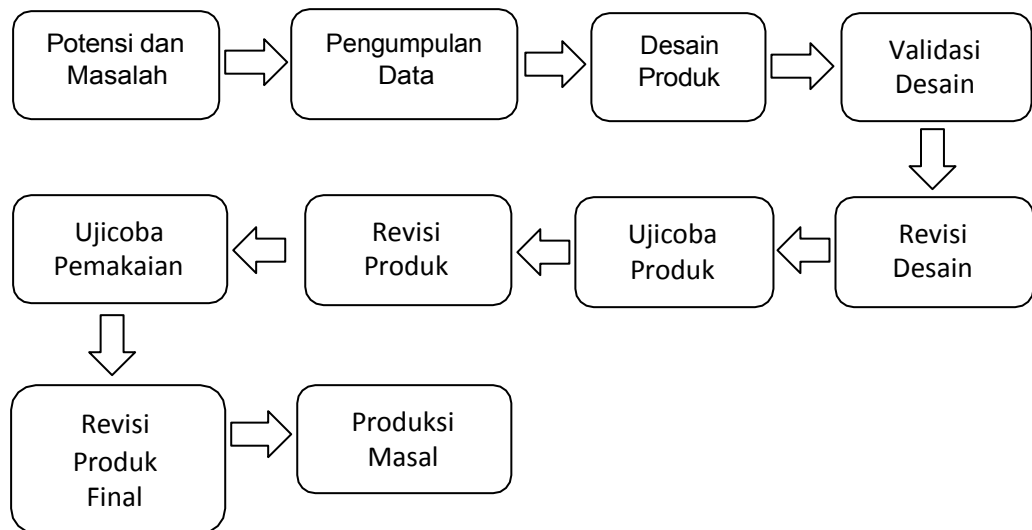 Potensi dan
Masalah
Pengumpulan
Data
Desain
Produk
Validasi
Desain
Revisi
Desain
Ujicoba
Produk
Revisi
Produk
Ujicoba
Pemakaian
Revisi
Produk
Final
Produksi
Masal